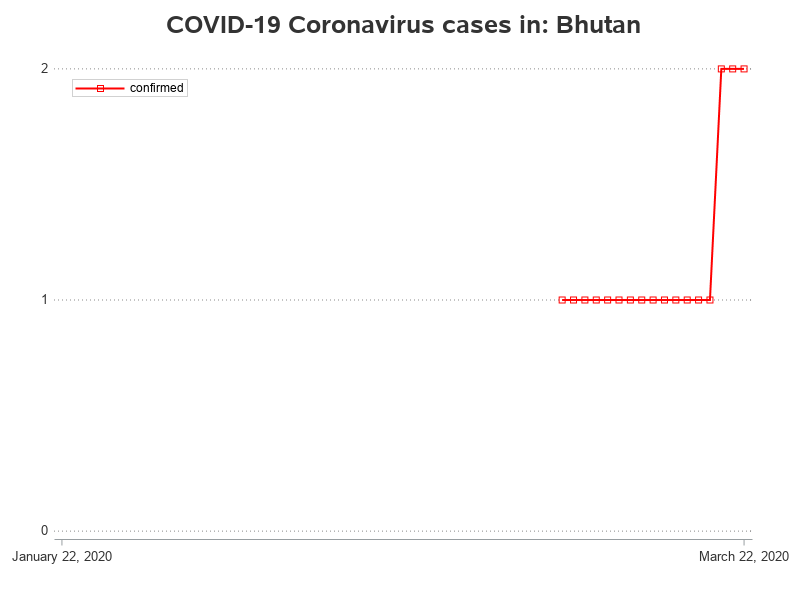 COVID-19 Coronavirus cases in: Bhutan
2
confirmed
1
0
January 22, 2020
March 22, 2020